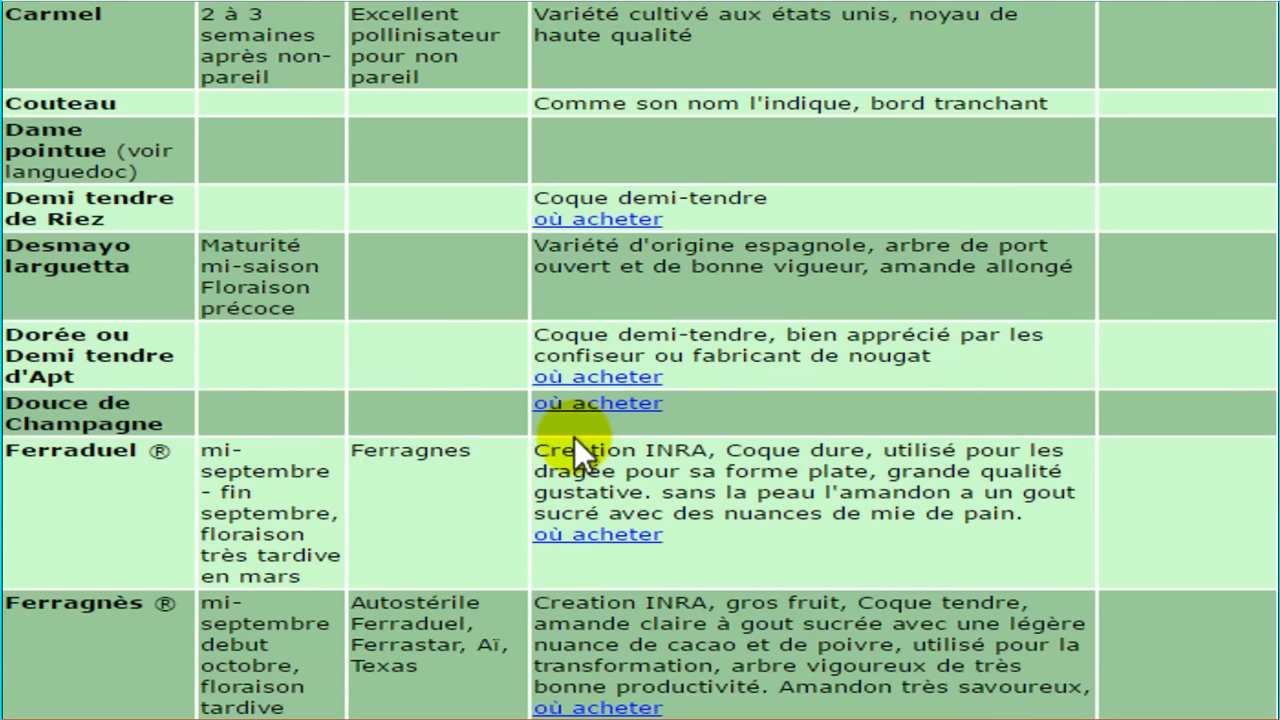 Carmel
2 à 3
semaines
après non-
pareil
Excellent
pollinisateur
pour non
pareil
Variété cultivé aux états unis, noyau de
haute qualité
Couteau
Comme son nom l'indique, bord tranchant
Dame
pointue (voir
languedoc)
Demi tendre
de Riez
Coque demi-tendre
où acheter
Desmayo
larguetta
Maturité
mi-saison
Floraison
précoce
Variété d'origine espagnole, arbre de port
ouvert et de bonne vigueur, amande allongé
Dorée ou
Demi tendre
d'Apt
Coque demi-tendre, bien apprécié par les
confiseur ou fabricant de nougat
où acheter
Douce de
Champagne
où acheter
Ferraduel ®
mi-
septembre
- fin
septembre,
floraison
très tardive
en mars
Ferragnes
Creation INRA, Coque dure, utilisé pour les
dragée pour sa forme plate, grande qualité
gustative. sans la peau l'amandon a un gout
sucré avec des nuances de mie de pain.
où acheter
Ferragnès ®
mi-
septembre
debut
octobre,
floraison
tardive
Autostérile
Ferraduel,
Ferrastar, Aï,
Texas
Creation INRA, gros fruit, Coque tendre,
amande claire à gout sucrée avec une légère
nuance de cacao et de poivre, utilisé pour la
transformation, arbre vigoureux de très
bonne productivité. Amandon très savoureux,
où acheter